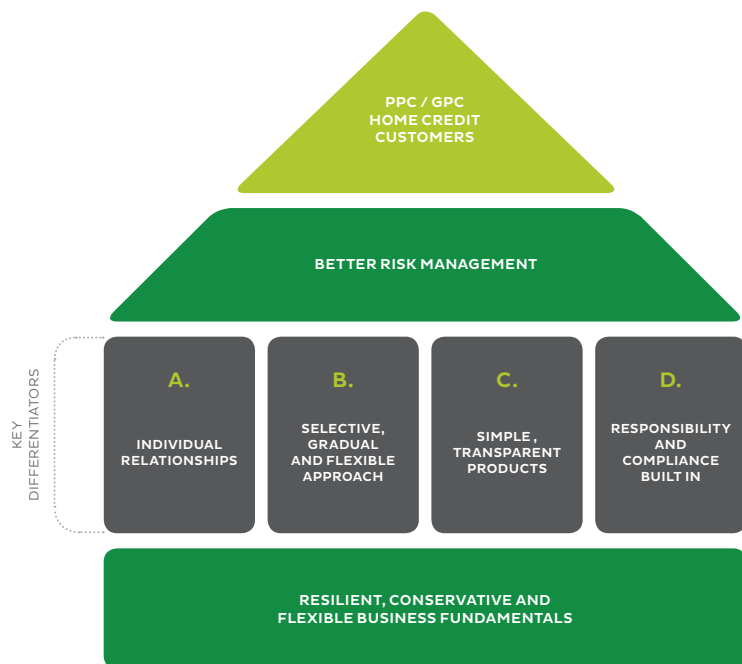 PPC / GPC
HOME CREDIT
CUSTOMERS
BETTER RISK MANAGEMENT
KEY
DIFFERENTIATORS
A.
INDIVIDUAL
RELATIONSHIPS
B.
SELECTIVE,
GRADUAL
AND FLEXIBLE
APPROACH
C.
SIMPLE ,
TRANSPARENT
PRODUCTS
D.
RESPONSIBILITY
AND
COMPLIANCE
BUILT IN
RESILIENT, CONSERVATIVE AND
FLEXIBLE BUSINESS FUNDAMENTALS